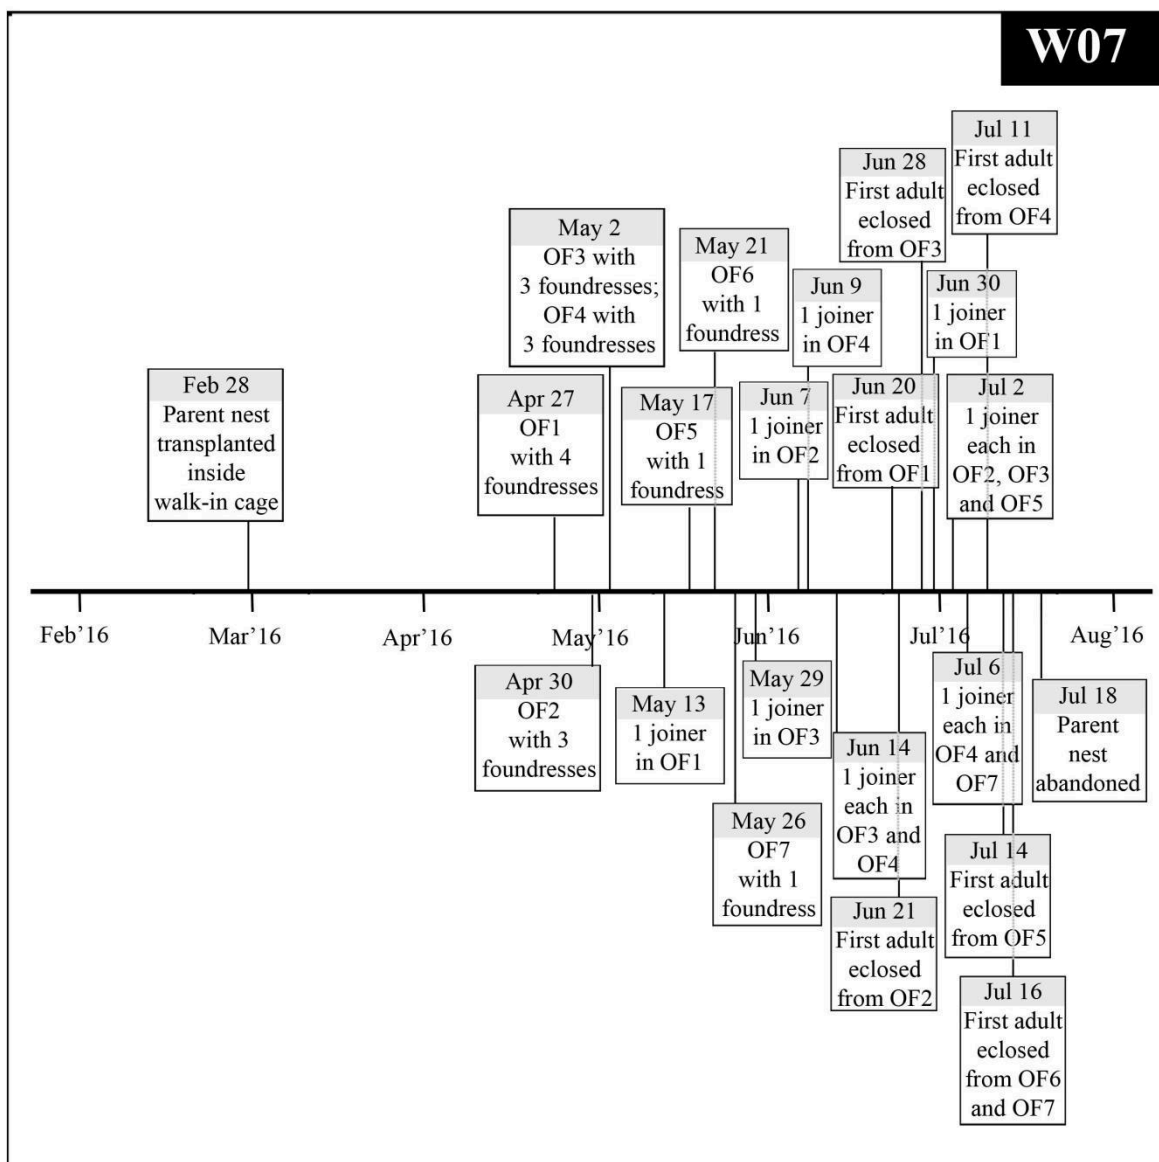 W07
Jul 11
First adult
eclosed
from OF4
Jun 28
First adult
eclosed
from OF3
May 2
OF3 with
3 foundresses;
OF4 with
3 foundresses
May 21
OF6
with 1
foundress
Jun 9
1 joiner
in OF4
Jun 30
1 joiner
in OF1
Feb 28
Parent nest
transplanted
inside
walk-in cage
Apr 27
OF1
with 4
foundresses
May 17
OF5
with 1
foundress
Jun 7
1 joiner
in OF2
Jun 20
First adult
eclosed
from OF1
Jul 2
1 joiner
each in
OF2, OF3
and OF5
Feb'16
Mar'16
Apr'16
May'16
Jun'16
Jul'16
Aug'16
Apr 30
OF2
with 3
foundresses
May 13
1 joiner
in OF1
May 29
1 joiner
in OF3
Jul 6
1 joiner
each in
OF4 and
OF7
Jul 18
Parent
nest
abandoned
Jun 14
1 joiner
each in
OF3 and
OF4
May 26
OF7
with 1
foundress
Jul 14
First adult
eclosed
from OF5
Jun 21
First adult
eclosed
from OF2
Jul 16
First adult
eclosed
from OF6
and OF7